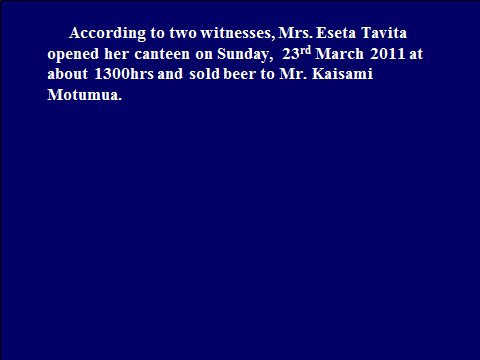 According to two witnesses, Mrs. Eseta Tavita
opened her canteen on Sunday, 23rd March 2011 at
about 1300hrs and sold beer to Mr. Kaisami
Motumua.